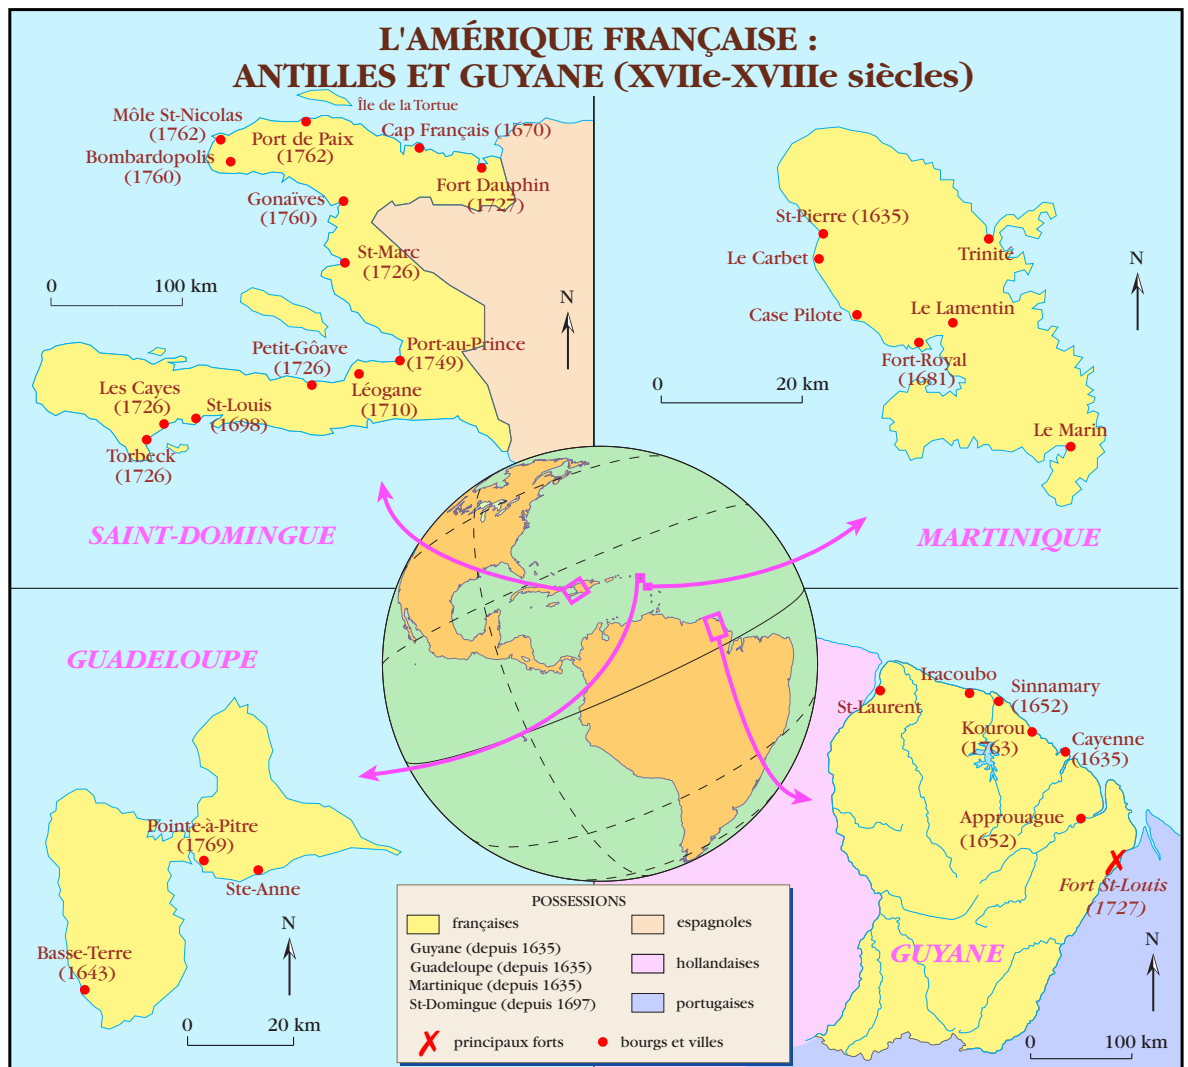 L'AMÉRIQUE FRANÇAISE :
ANTILLES ET GUYANE (XVIIe-XVIIIe siècles)
Île de la Tortue
Môle St-Nicolas
(1762)
Port de Paix
(1762)
Cap Français (1670)
Bombardopolis
(1760)
Fort Dauphin
(1727)
Gonaïves
(1760)
St-Marc
(1726)
0 100 km
N
Petit-Gôave
(1726)
Port-au-Prince
(1749)
Léogane
(1710)
Les Cayes
(1726)
St-Louis
(1698)
Torbeck
(1726)
SAINT-DOMINGUE
St-Pierre (1635)
Trinité
Le Carbet
N
Case Pilote
Le Lamentin
Fort-Royal
(1681)
0 20 km
Le Marin
MARTINIQUE
GUADELOUPE
Pointe-à-Pitre
(1769)
Ste-Anne
Basse-Terre
(1643)
N
0 20 km
Iracoubo
Sinnamary
(1652)
St-Laurent
Kourou
(1763)
Cayenne
(1635)
Approuague
(1652)
Fort St-Louis
(1727)
GUYANE
N
0 100 km
POSSESSIONS
françaises
Guyane (depuis 1635)
Guadeloupe (depuis 1635)
Martinique (depuis 1635)
St-Domingue (depuis 1697)
espagnoles
hollandaises
portugaises
principaux forts
bourgs et villes